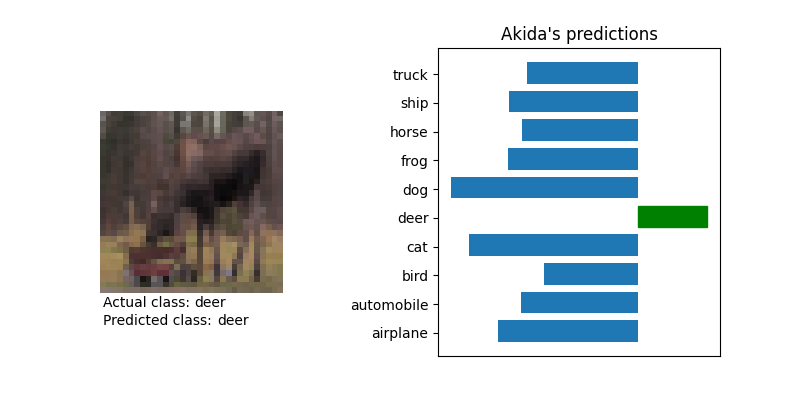 Akida's predictions
truck
ship
horse
frog
dog
deer
cat
bird
automobile
airplane
Actual class: deer
Predicted class: deer